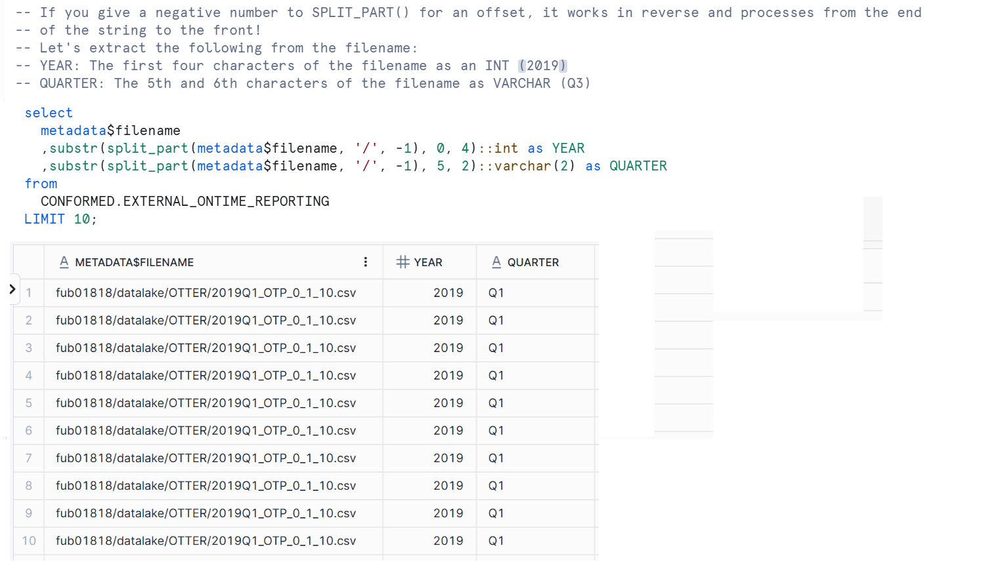 -- If you give a negative number to SPLIT_PART() for an offset, it works in reverse and processes from the end
-- of the string to the front!
-- Let's extract the following from the filename:
-- YEAR: The first four characters of the filename as an INT (2019)
-- QUARTER: The 5th and 6th characters of the filename as VARCHAR (Q3)
select
metadata$filename
,substr(split_part(metadata$filename, '/', -1), 0, 4)::int as YEAR
,substr(split_part(metadata$filename, '/', -1), 5, 2)::varchar(2) as QUARTER
from
CONFORMED.EXTERNAL_ONTIME_REPORTING
LIMIT 10;
METADATA$FILENAME YEAR QUARTER
1 fub01818/datalake/OTTER/2019Q1_OTP_0_1_10.csv 2019 Q1
2 fub01818/datalake/OTTER/2019Q1_OTP_0_1_10.csv 2019 Q1
3 fub01818/datalake/OTTER/2019Q1_OTP_0_1_10.csv 2019 Q1
4 fub01818/datalake/OTTER/2019Q1_OTP_0_1_10.csv 2019 Q1
5 fub01818/datalake/OTTER/2019Q1_OTP_0_1_10.csv 2019 Q1
6 fub01818/datalake/OTTER/2019Q1_OTP_0_1_10.csv 2019 Q1
7 fub01818/datalake/OTTER/2019Q1_OTP_0_1_10.csv 2019 Q1
8 fub01818/datalake/OTTER/2019Q1_OTP_0_1_10.csv 2019 Q1
9 fub01818/datalake/OTTER/2019Q1_OTP_0_1_10.csv 2019 Q1
10 fub01818/datalake/OTTER/2019Q1_OTP_0_1_10.csv 2019 Q1